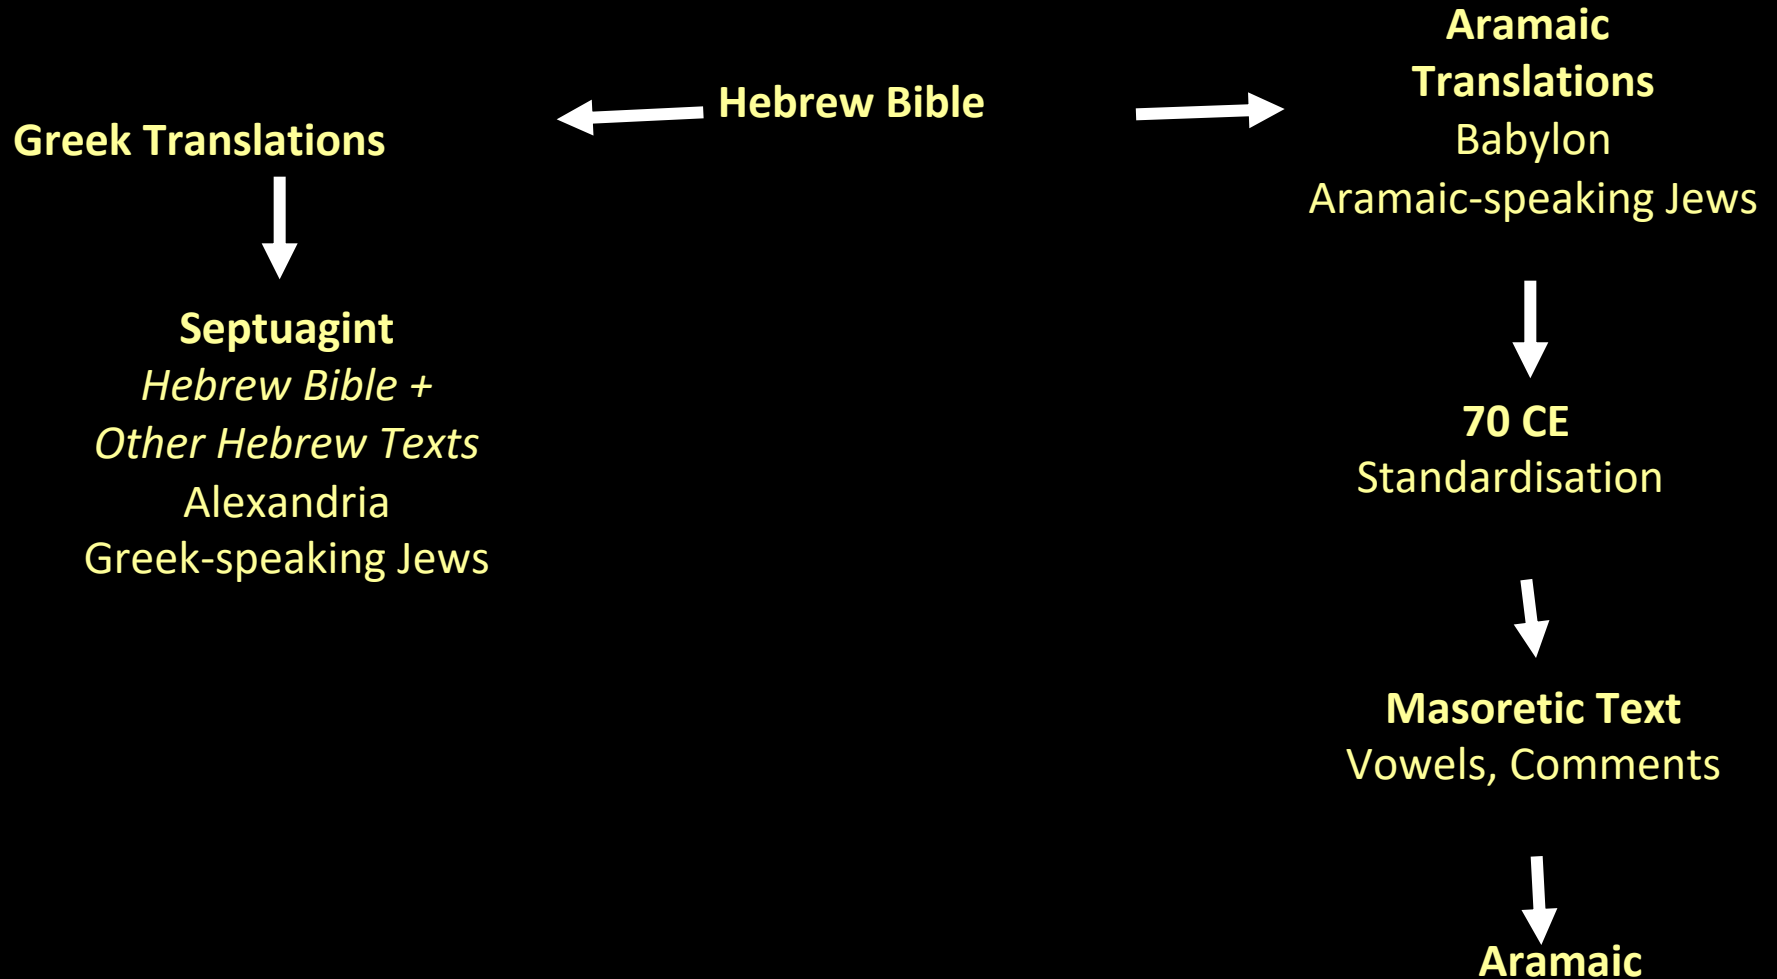 Hebrew Bible
Greek Translations
Septuagint
Hebrew Bible +
Other Hebrew Texts
Alexandria
Greek-speaking Jews
Aramaic
Translations
Babylon
Aramaic-speaking Jews
70 CE
Standardisation
Masoretic Text
Vowels, Comments
Aramaic